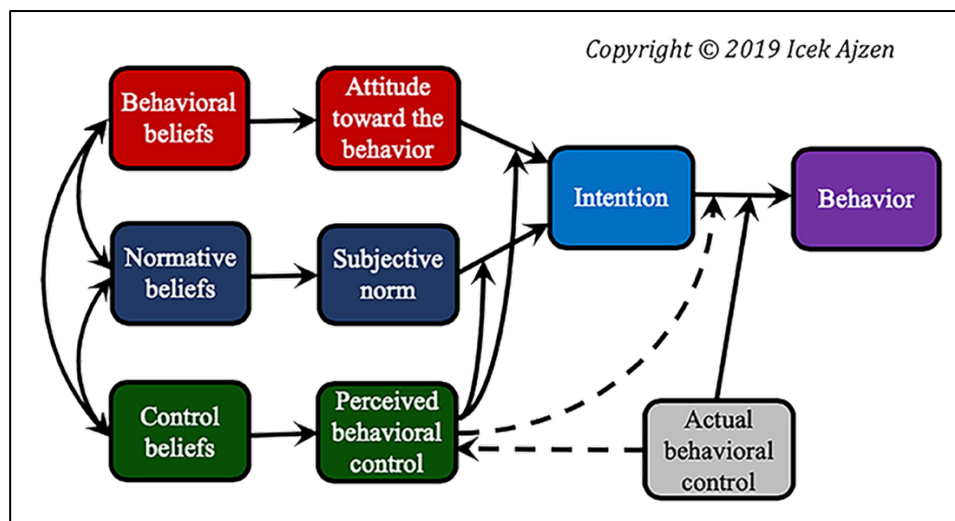 Copyright © 2019 Icek Ajzen
Behavioral
beliefs
Attitude
toward the
behavior
Intention
Behavior
Normative
beliefs
Subjective
norm
Control
beliefs
Perceived
behavioral
control
Actual
behavioral
control